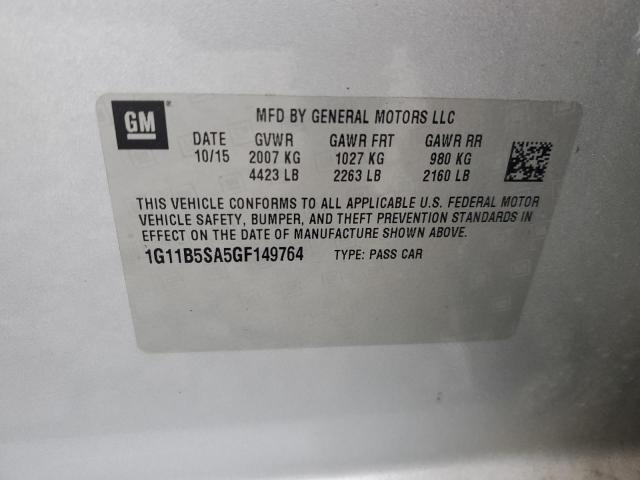 GM
MFD BY GENERAL MOTORS LLC
DATE GVWR GAWR FRT GAWR RR
10/15 2007 KG 1027 KG 980 KG
4423 LB 2263 LB 2160 LB
THIS VEHICLE CONFORMS TO ALL APPLICABLE U.S. FEDERAL MOTOR
VEHICLE SAFETY, BUMPER, AND THEFT PREVENTION STANDARDS IN
EFFECT ON THE DATE OF MANUFACTURE SHOWN ABOVE.
1G11B5SA5GF149764 TYPE: PASS CAR